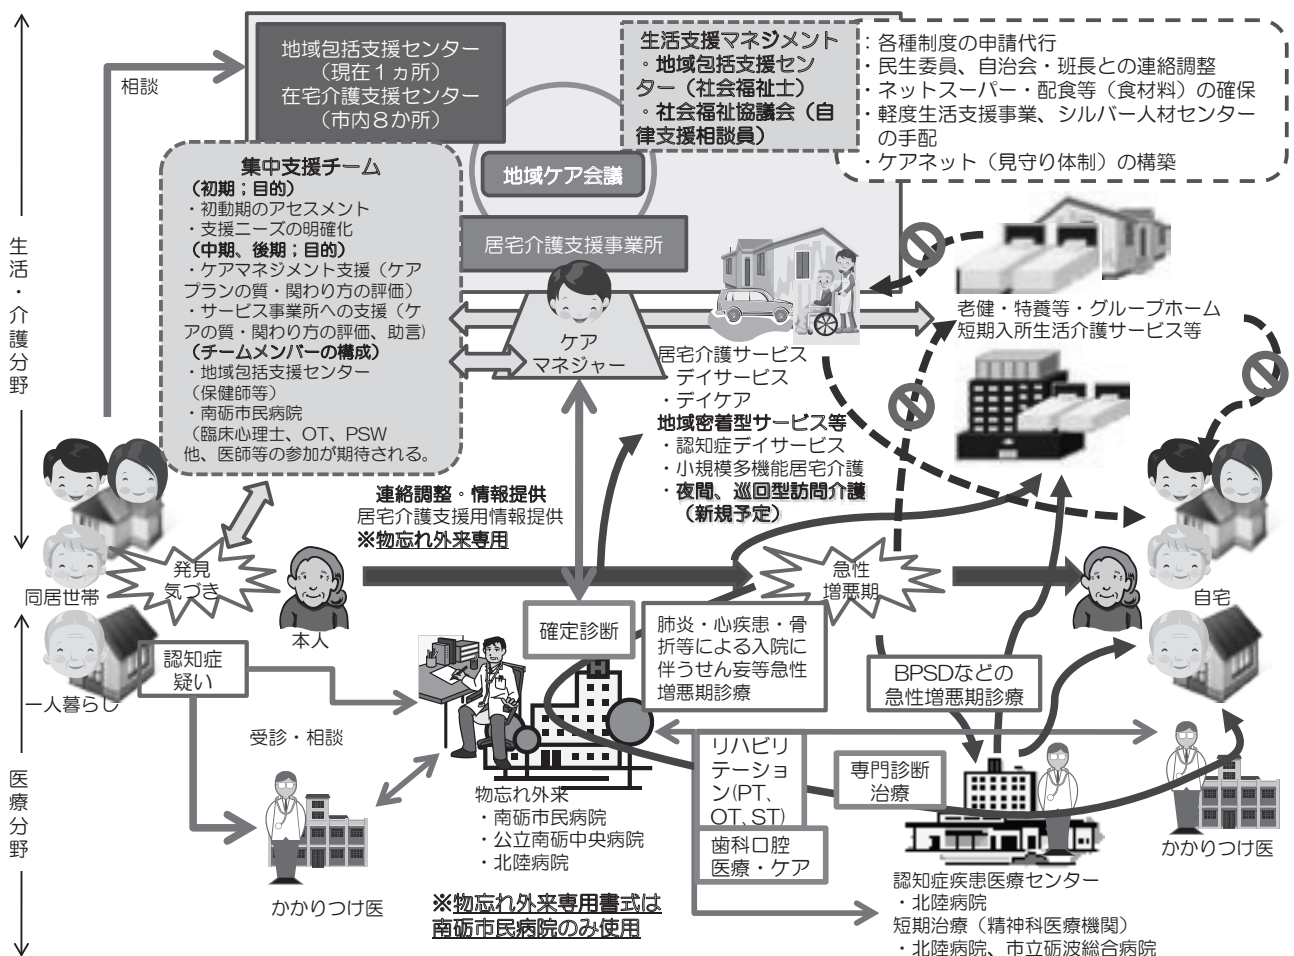 生活・介護分野
医療分野
相談
地域包括支援センター
（現在１ヵ所）
在宅介護支援センター
（市内８か所）
生活支援マネジメント
。地域包括支援セン
ター（社会福祉士）
・社会福祉協議会（自
律支援相談員）
：各種制度の申請代行
・民生委員、自治会・班長との連絡調整
・ネットスーパー・配食等（食材料）の確保
・軽度生活支援事業、シルバー人材センター
の手配
・ケアネット（見守り体制）の構築
地域ケア会議
居宅介護支援事業所
集中支援チーム
（初期；目的）
・初動期のアセスメント
・支援ニーズの明確化
（中期、後期；目的）
・ケアマネジメント支援（ケア
プランの質・関わり方の評価）
・サービス事業所への支援（ケ
アの質・関わり方の評価、助言）
（チームメンバーの構成）
・地域包括支援センター
（保健師等）
・南砺市民病院
（臨床心理士、OT、PSW
他、医師等の参加が期待される。
ケア
マネジャー
居宅介護サービス
・デイサービス
・デイケア
地域密着型サービス等
・認知症デイサービス
・小規模多機能居宅介護
・夜間、巡回型訪問介護
（新規予定）
老健・特養等・グループホーム
短期入所生活介護サービス等
連絡調整。情報提供
居宅介護支援用情報提供
※物忘れ外来専用
同居世帯
発見
気づき
本人
急性
増悪期
自宅
一人暮らし
認知症
疑い
受診・相談
確定診断
肺炎・心疾患・骨
折等による入院に
伴うせん妄等急性
増悪期診療
BPSDなどの
急性増悪期診療
H
物忘れ外来
・南砺市民病院
・公立南砺中央病院
・北陸病院
リハビリ
テーショ
ン(PT、
OT、ST)
歯科口腔
医療・ケア
専門診断
治療
かかりつけ医
かかりつけ医
※物忘れ外来専用書式は
南砺市民病院のみ使用
認知症疾患医療センター
・北陸病院
短期治療（精神科医療機関）
・北陸病院、市立砺波総合病院